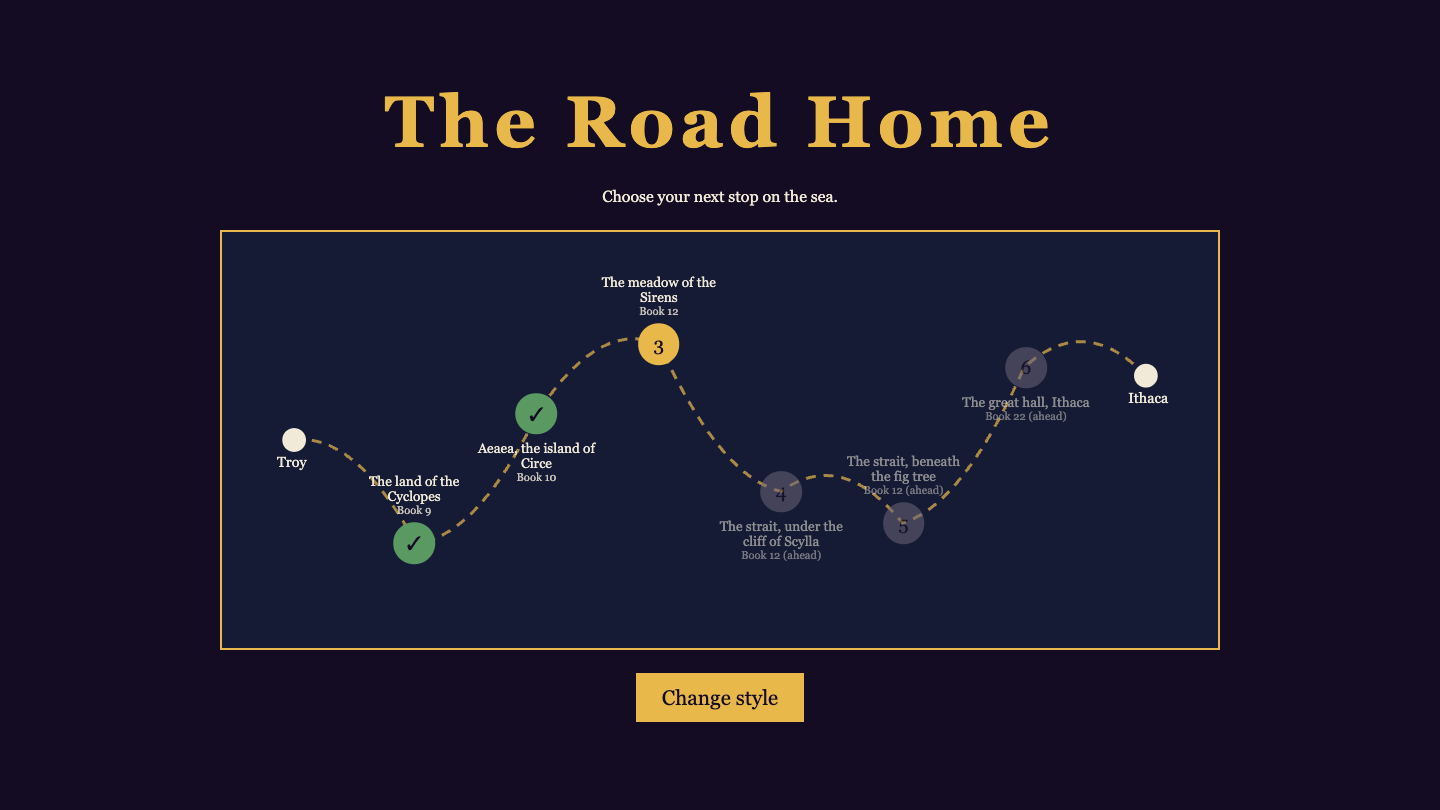 The Road Home
Choose your next stop on the sea.
Troy
The land of the
Cyclopes
Book 9
✓
✓
Aeaea, the island of
Circe
Book 10
The meadow of the
Sirens
Book 12
3
4
The strait, under the
cliff of Scylla
Book 12 (ahead)
The strait, beneath
the fig tree
Book 12 (ahead)
5
6
The great hall, Ithaca
Book 22 (ahead)
Ithaca
Change style